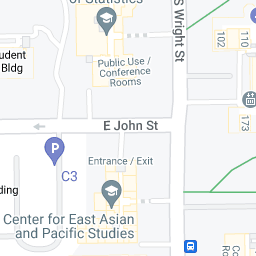 of Statistics
S Wright St
102
110
tudent
Bldg
Public Use /
Conference
Rooms
173
E John St
P
Entrance / Exit
C3
ding
Center for East Asian
and Pacific Studies